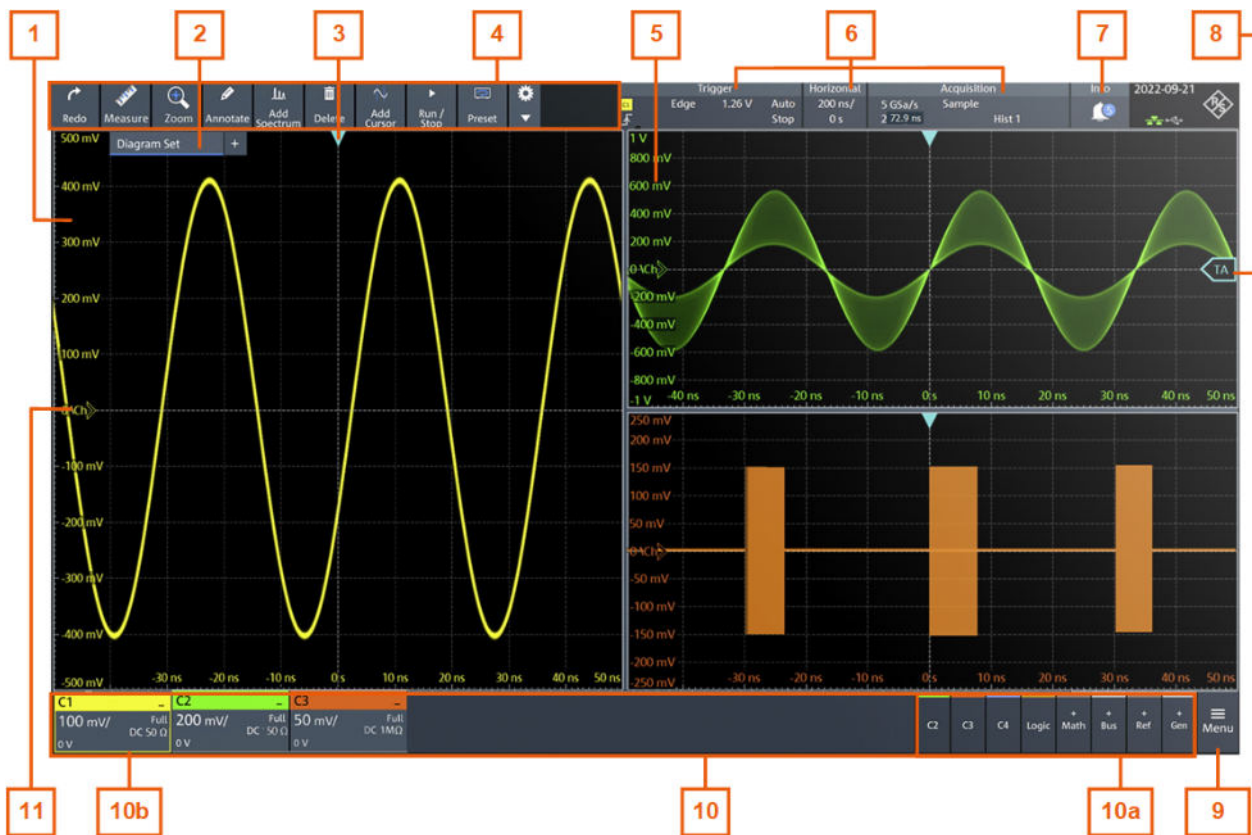 1
2
3
4
5
6
7
8
Redo
Measure
Zoom
Annotate
Add Spectrum
Delete
Add Cursor
Run / Stop
Preset
C1
Trigger
Edge 1.26 V Auto
Stop
Horizontal
200 ns/
0 s
Acquisition
5 GSa/s Sample
2 72.9 ns Hist 1
Info
5
2022-09-21
Diagram Set +
500 mV
400 mV
300 mV
200 mV
100 mV
-100 mV
-200 mV
-300 mV
-400 mV
-500 mV
-30 ns -20 ns -10 ns 0 s 10 ns 20 ns 30 ns 40 ns 50 ns
1 V
800 mV
600 mV
400 mV
200 mV
TA
-200 mV
-400 mV
-600 mV
-800 mV
-1 V
-40 ns -30 ns -20 ns -10 ns 0 s 10 ns 20 ns 30 ns 40 ns 50 ns
250 mV
200 mV
150 mV
100 mV
50 mV
-50 mV
-100 mV
-150 mV
-200 mV
-250 mV
-30 ns -20 ns -10 ns 0 s 10 ns 20 ns 30 ns 40 ns 50 ns
C1
100 mV/ Full
DC 50 Ω
0 V
C2
200 mV/ Full
DC 50 Ω
0 V
C3
50 mV/ Full
DC 1MΩ
0 V
C2
C3
C4
Logic
+ Math
+ Bus
+ Ref
+ Gen
Menu
11
10b
10
10a
9